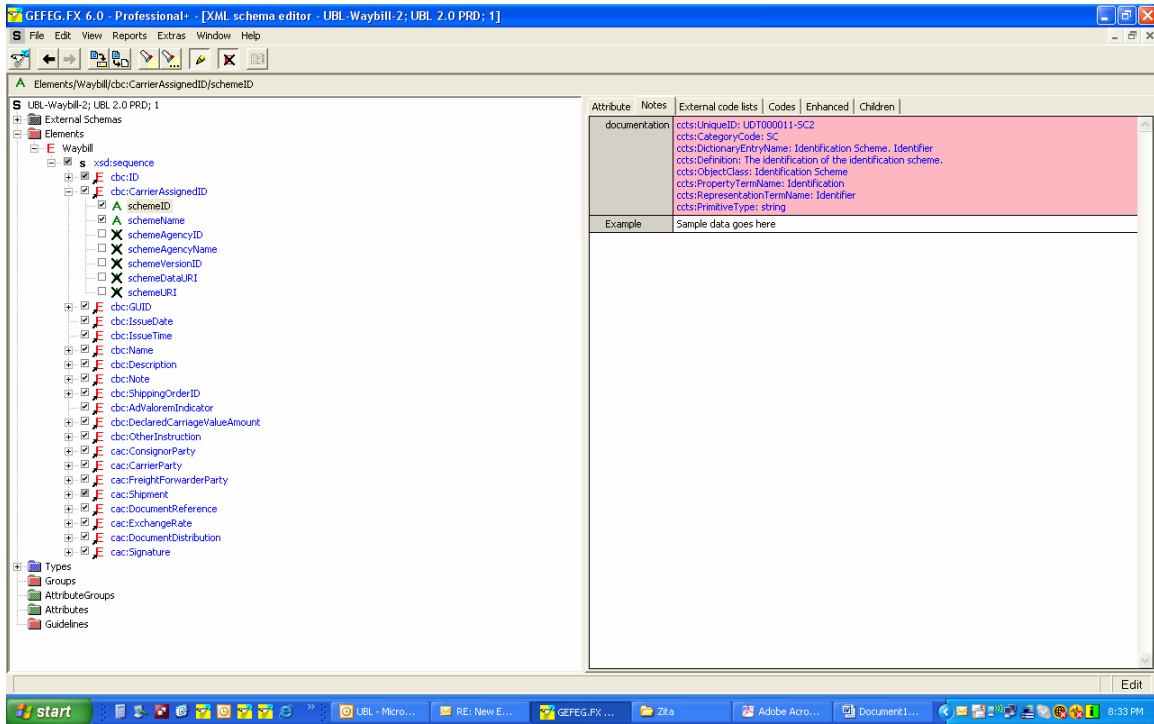 GEFEG.FX 6.0 - Professional+ - [XML schema editor - UBL-Waybill-2; UBL 2.0 PRD; 1]
S File Edit View Reports Extras Window Help
A Elements/Waybill/cbc:CarrierAssignedID/schemeID
S UBL-Waybill-2; UBL 2.0 PRD; 1
External Schemas
Elements
E Waybill
s xsd:sequence
E cbc:ID
E cbc:CarrierAssignedID
A schemeID
A schemeName
schemeAgencyID
schemeAgencyName
schemeVersionID
schemeDataURI
schemeURI
E cbc:GUID
E cbc:IssueDate
E cbc:IssueTime
E cbc:Name
E cbc:Description
E cbc:Note
E cbc:ShippingOrderID
E cbc:AdValoremIndicator
E cbc:DeclaredCarriageValueAmount
E cbc:OtherInstruction
E cac:ConsignorParty
E cac:CarrierParty
E cac:FreightForwarderParty
E cac:Shipment
E cac:DocumentReference
E cac:ExchangeRate
E cac:DocumentDistribution
E cac:Signature
Types
Groups
AttributeGroups
Attributes
Guidelines
Attribute Notes External code lists Codes Enhanced Children
documentation ccts:UniqueID: UDT000011-SC2
ccts:CategoryCode: SC
ccts:DictionaryEntryName: Identification Scheme. Identifier
ccts:Definition: The identification of the identification scheme.
ccts:ObjectClass: Identification Scheme
ccts:PropertyTermName: Identification
ccts:RepresentationTermName: Identifier
ccts:PrimitiveType: string
Example Sample data goes here
Edit
start UBL - Micro... RE: New E... GEFEG.FX ... Zita Adobe Acro... Document1... 8:33 PM